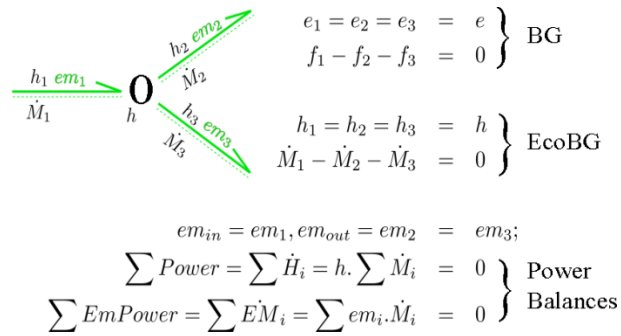 e₁ = e₂ = e₃ = e
f₁ − f₂ − f₃ = 0
BG
h₂ em₂
Ṁ₂
h₁ em₁
Ṁ₁
0
h
h₃ em₃
Ṁ₃
h₁ = h₂ = h₃ = h
Ṁ₁ − Ṁ₂ − Ṁ₃ = 0
EcoBG
em_in = em₁, em_out = em₂ = em₃;
∑ Power = ∑ Ḣᵢ = h. ∑ Ṁᵢ = 0
∑ EmPower = ∑ EṀᵢ = ∑ emᵢ.Ṁᵢ = 0
Power
Balances